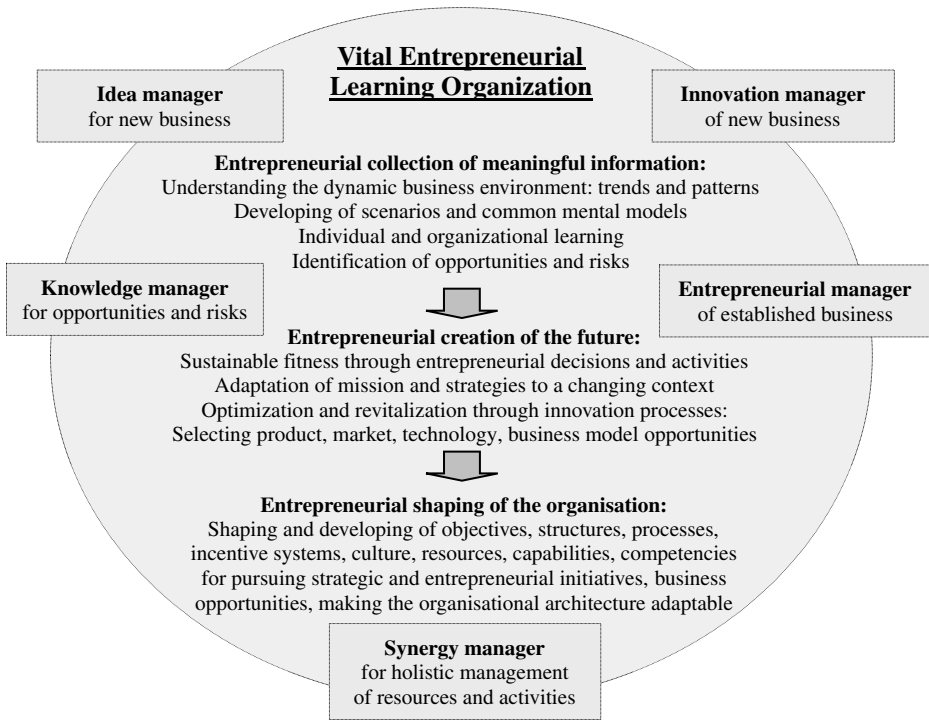 Vital Entrepreneurial
Learning Organization
Idea manager
for new business
Innovation manager
of new business
Entrepreneurial collection of meaningful information:
Understanding the dynamic business environment: trends and patterns
Developing of scenarios and common mental models
Individual and organizational learning
Identification of opportunities and risks
Knowledge manager
for opportunities and risks
Entrepreneurial manager
of established business
Entrepreneurial creation of the future:
Sustainable fitness through entrepreneurial decisions and activities
Adaptation of mission and strategies to a changing context
Optimization and revitalization through innovation processes:
Selecting product, market, technology, business model opportunities
Entrepreneurial shaping of the organisation:
Shaping and developing of objectives, structures, processes,
incentive systems, culture, resources, capabilities, competencies
for pursuing strategic and entrepreneurial initiatives, business
opportunities, making the organisational architecture adaptable
Synergy manager
for holistic management
of resources and activities